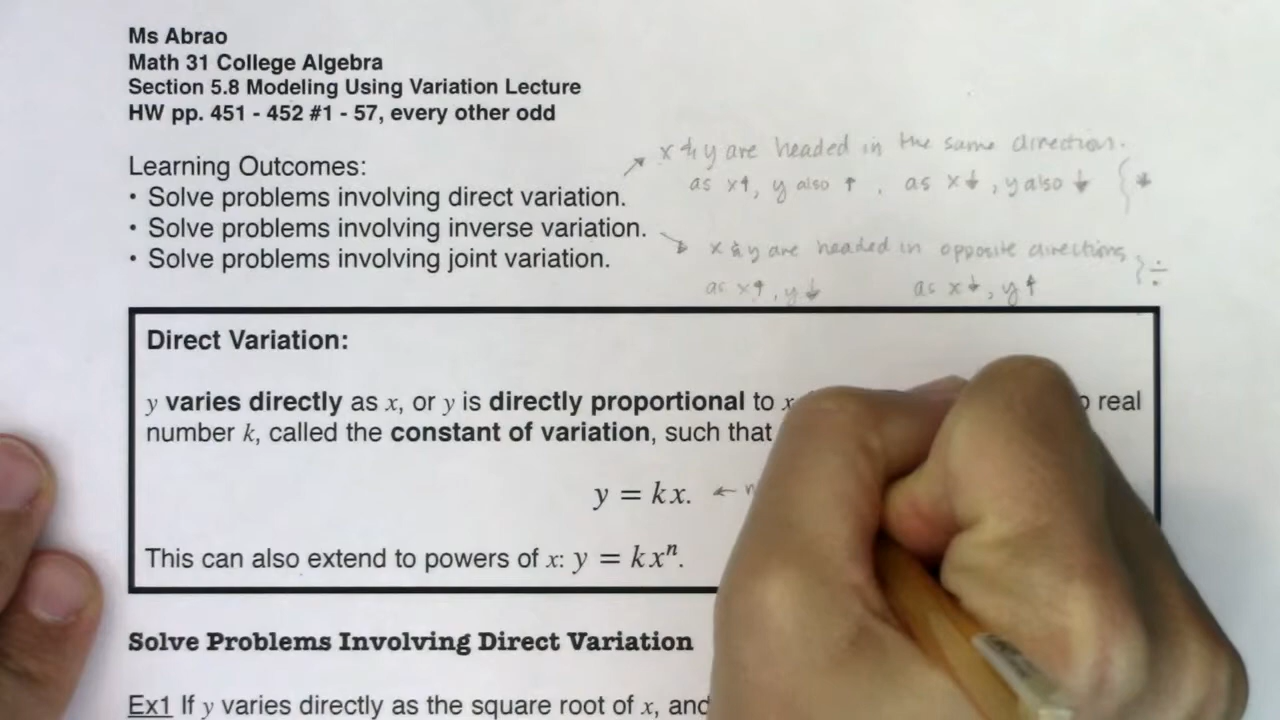 Ms Abrao
Math 31 College Algebra
Section 5.8 Modeling Using Variation Lecture
HW pp. 451 - 452 #1 - 57, every other odd
Learning Outcomes:
x & y are headed in the same direction.
• Solve problems involving direct variation.
as x↑, y also ↑, as x↓, y also ↓ } *
• Solve problems involving inverse variation.
x & y are headed in opposite directions } ÷
• Solve problems involving joint variation.
as x↑, y↓ as x↓, y↑
Direct Variation:
y varies directly as x, or y is directly proportional to x real
number k, called the constant of variation, such that
y = kx. ←
This can also extend to powers of x: y = kxⁿ.
Solve Problems Involving Direct Variation
Ex1 If y varies directly as the square root of x, and